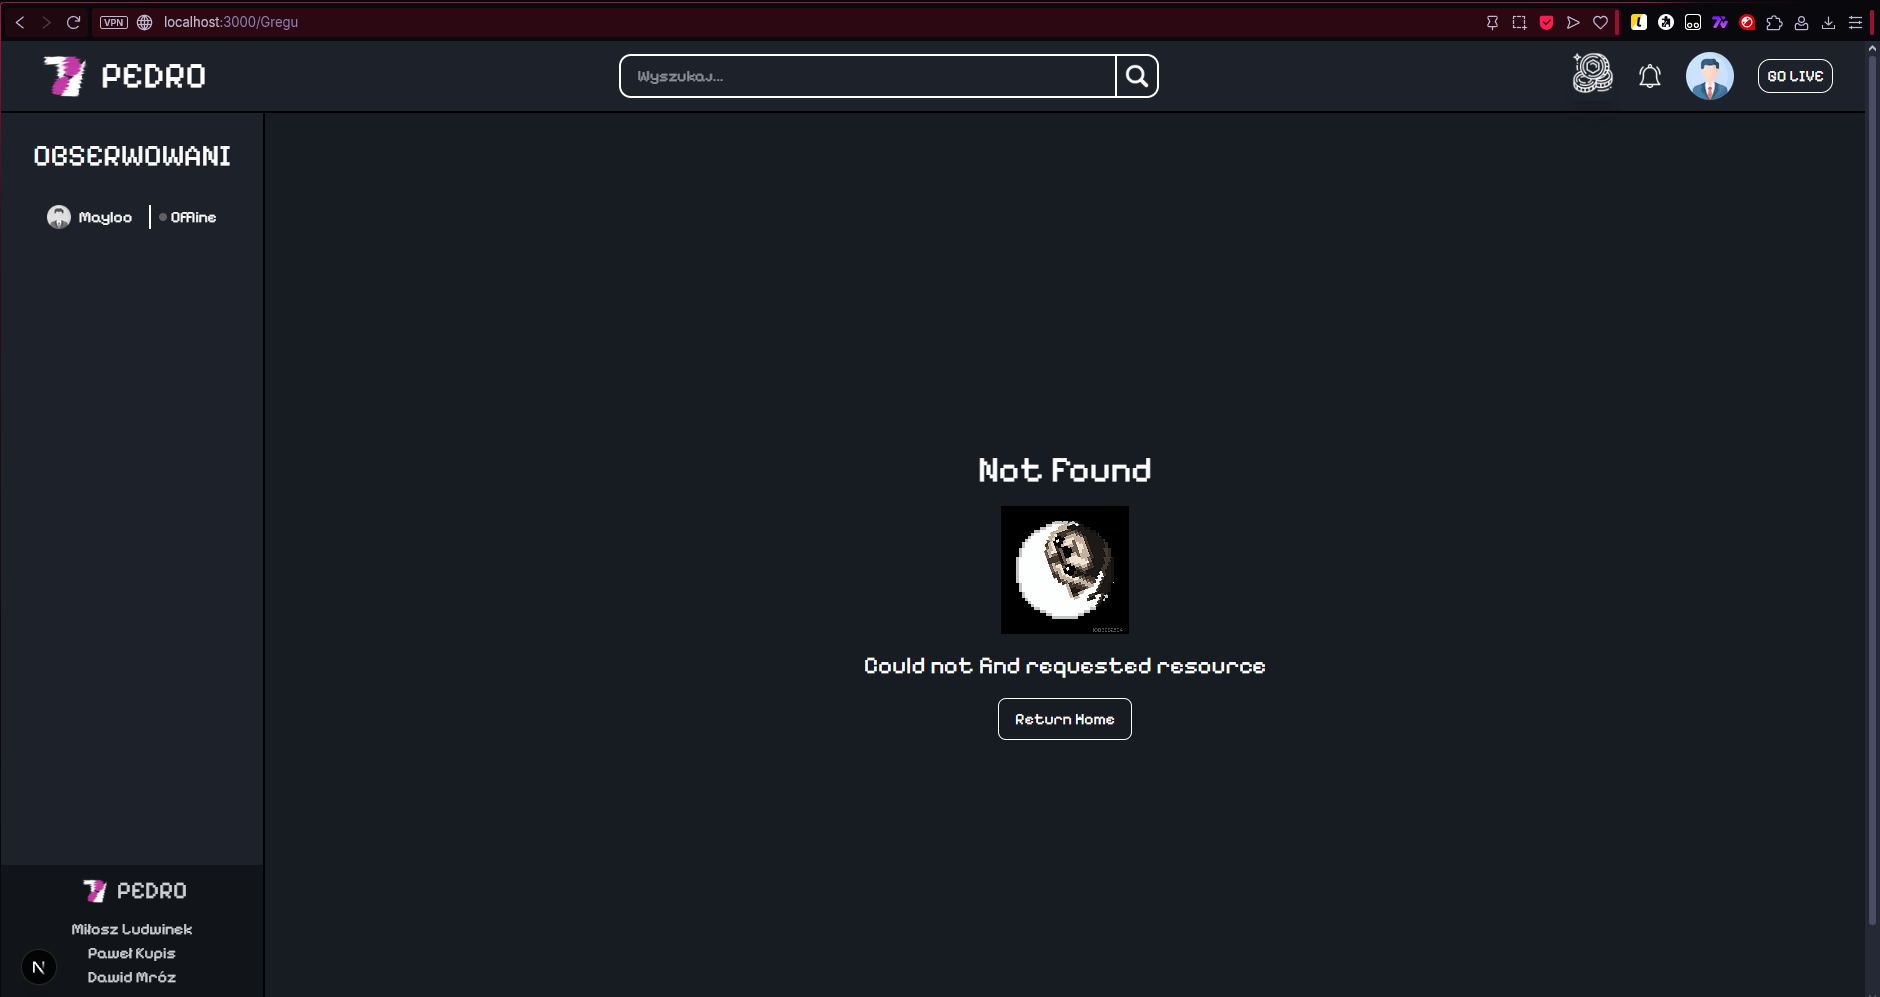 VPN localhost:3000/Gregu
PEDRO
Wyszukaj...
GO LIVE
OBSERWOWANI
Mayloo Offline
Not Found
Could not find requested resource
Return Home
PEDRO
Miłosz Ludwinek
Paweł Kupis
Dawid Mróz
N